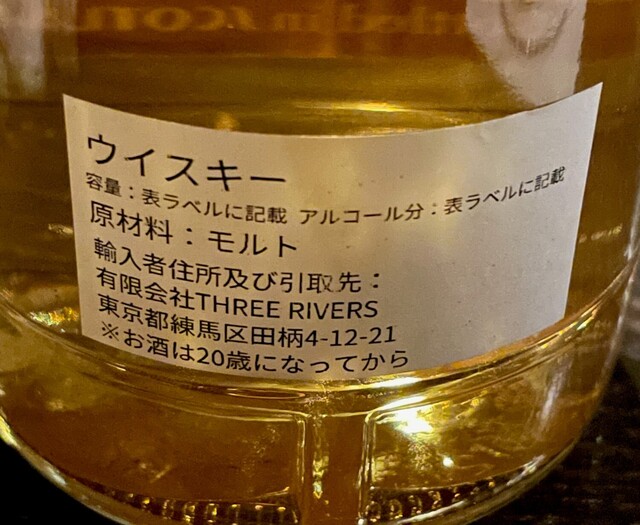 ウイスキー
容量：表ラベルに記載 アルコール分：表ラベルに記載
原材料：モルト
輸入者住所及び引取先：
有限会社THREE RIVERS
東京都練馬区田柄4-12-21
※お酒は20歳になってから